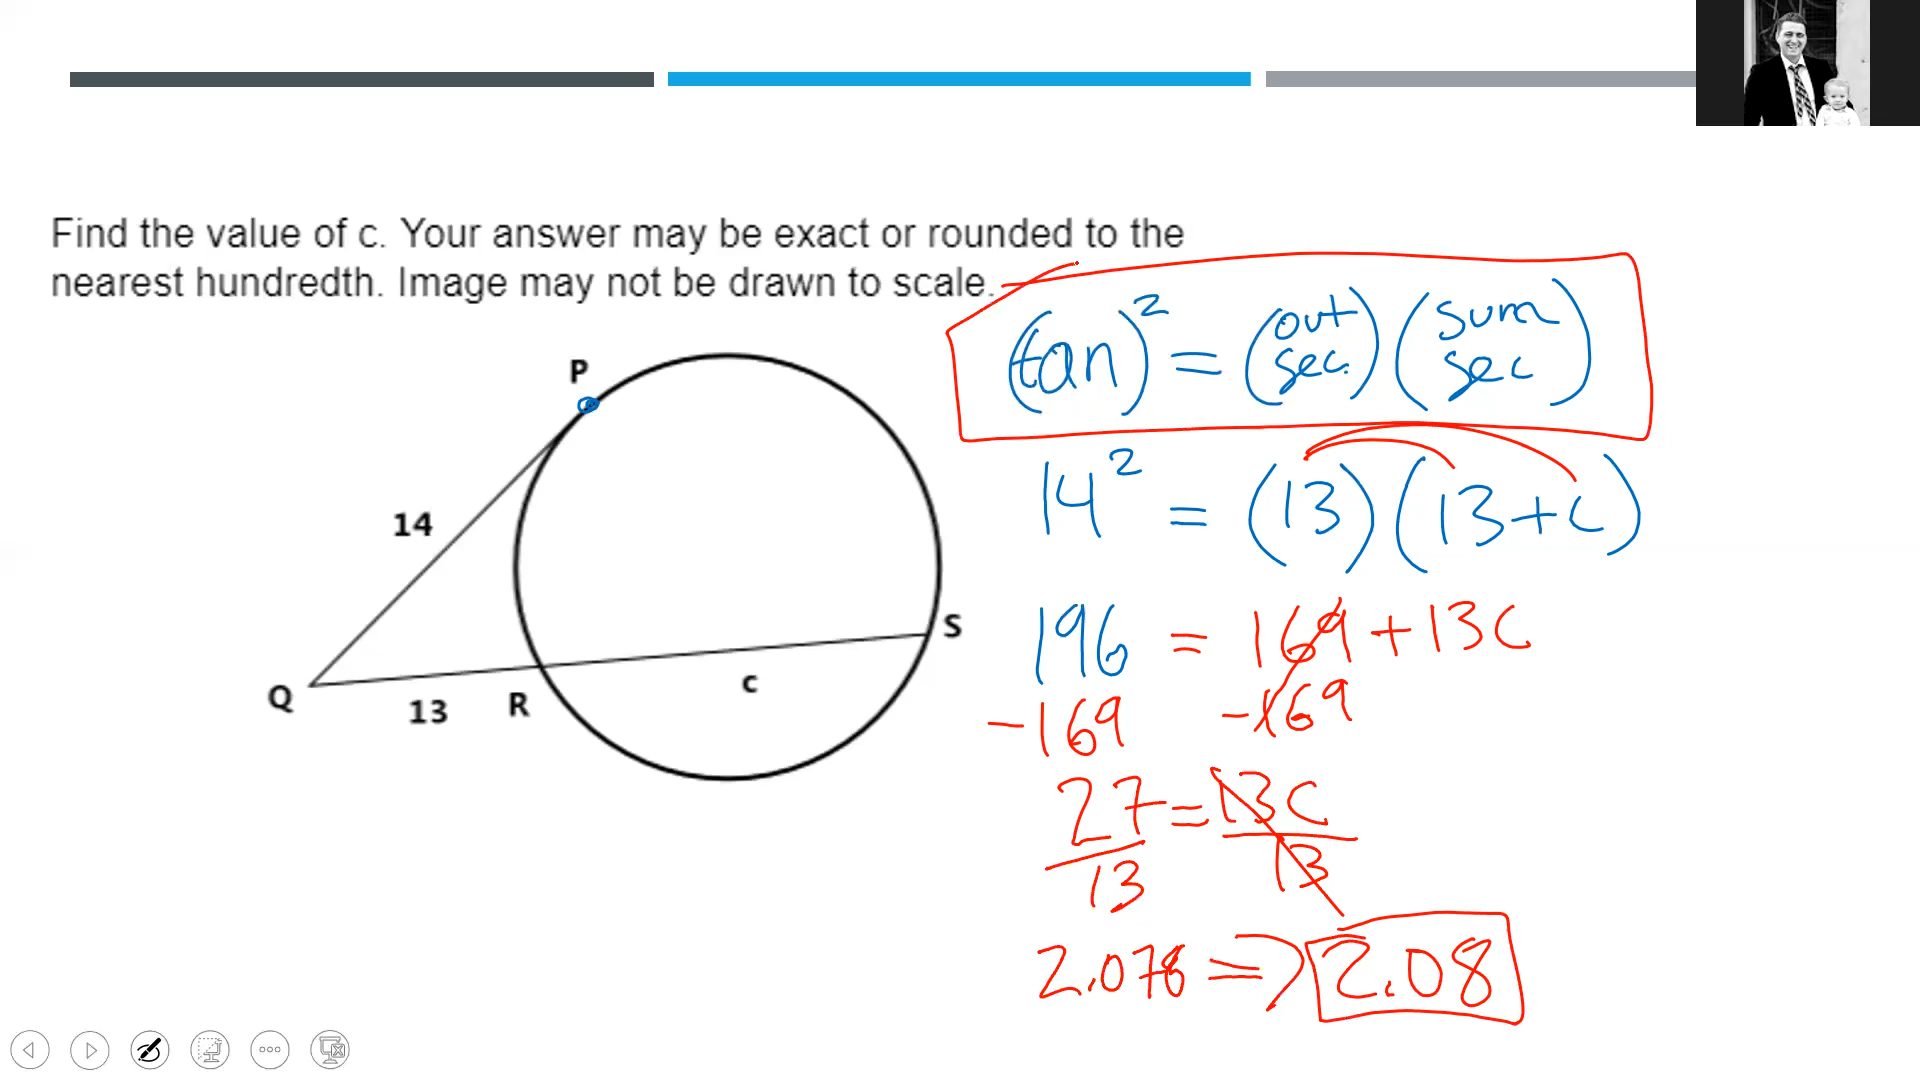 Find the value of c. Your answer may be exact or rounded to the
nearest hundredth. Image may not be drawn to scale.
P
14
Q
13
R
c
S
(tan)² = (out sec.)(sum sec)
14² = (13)(13+c)
196 = 169 + 13c
-169 -169
27 = 13c
13 13
2.078 => 2.08